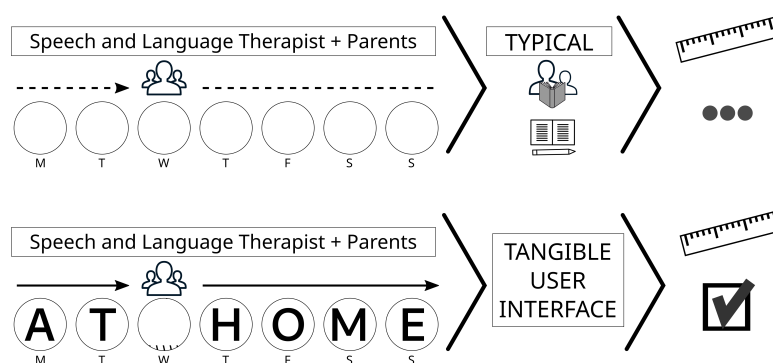 Speech and Language Therapist + Parents
TYPICAL
M T W T F S S
Speech and Language Therapist + Parents
TANGIBLE
USER
INTERFACE
A T H O M E
M T W T F S S